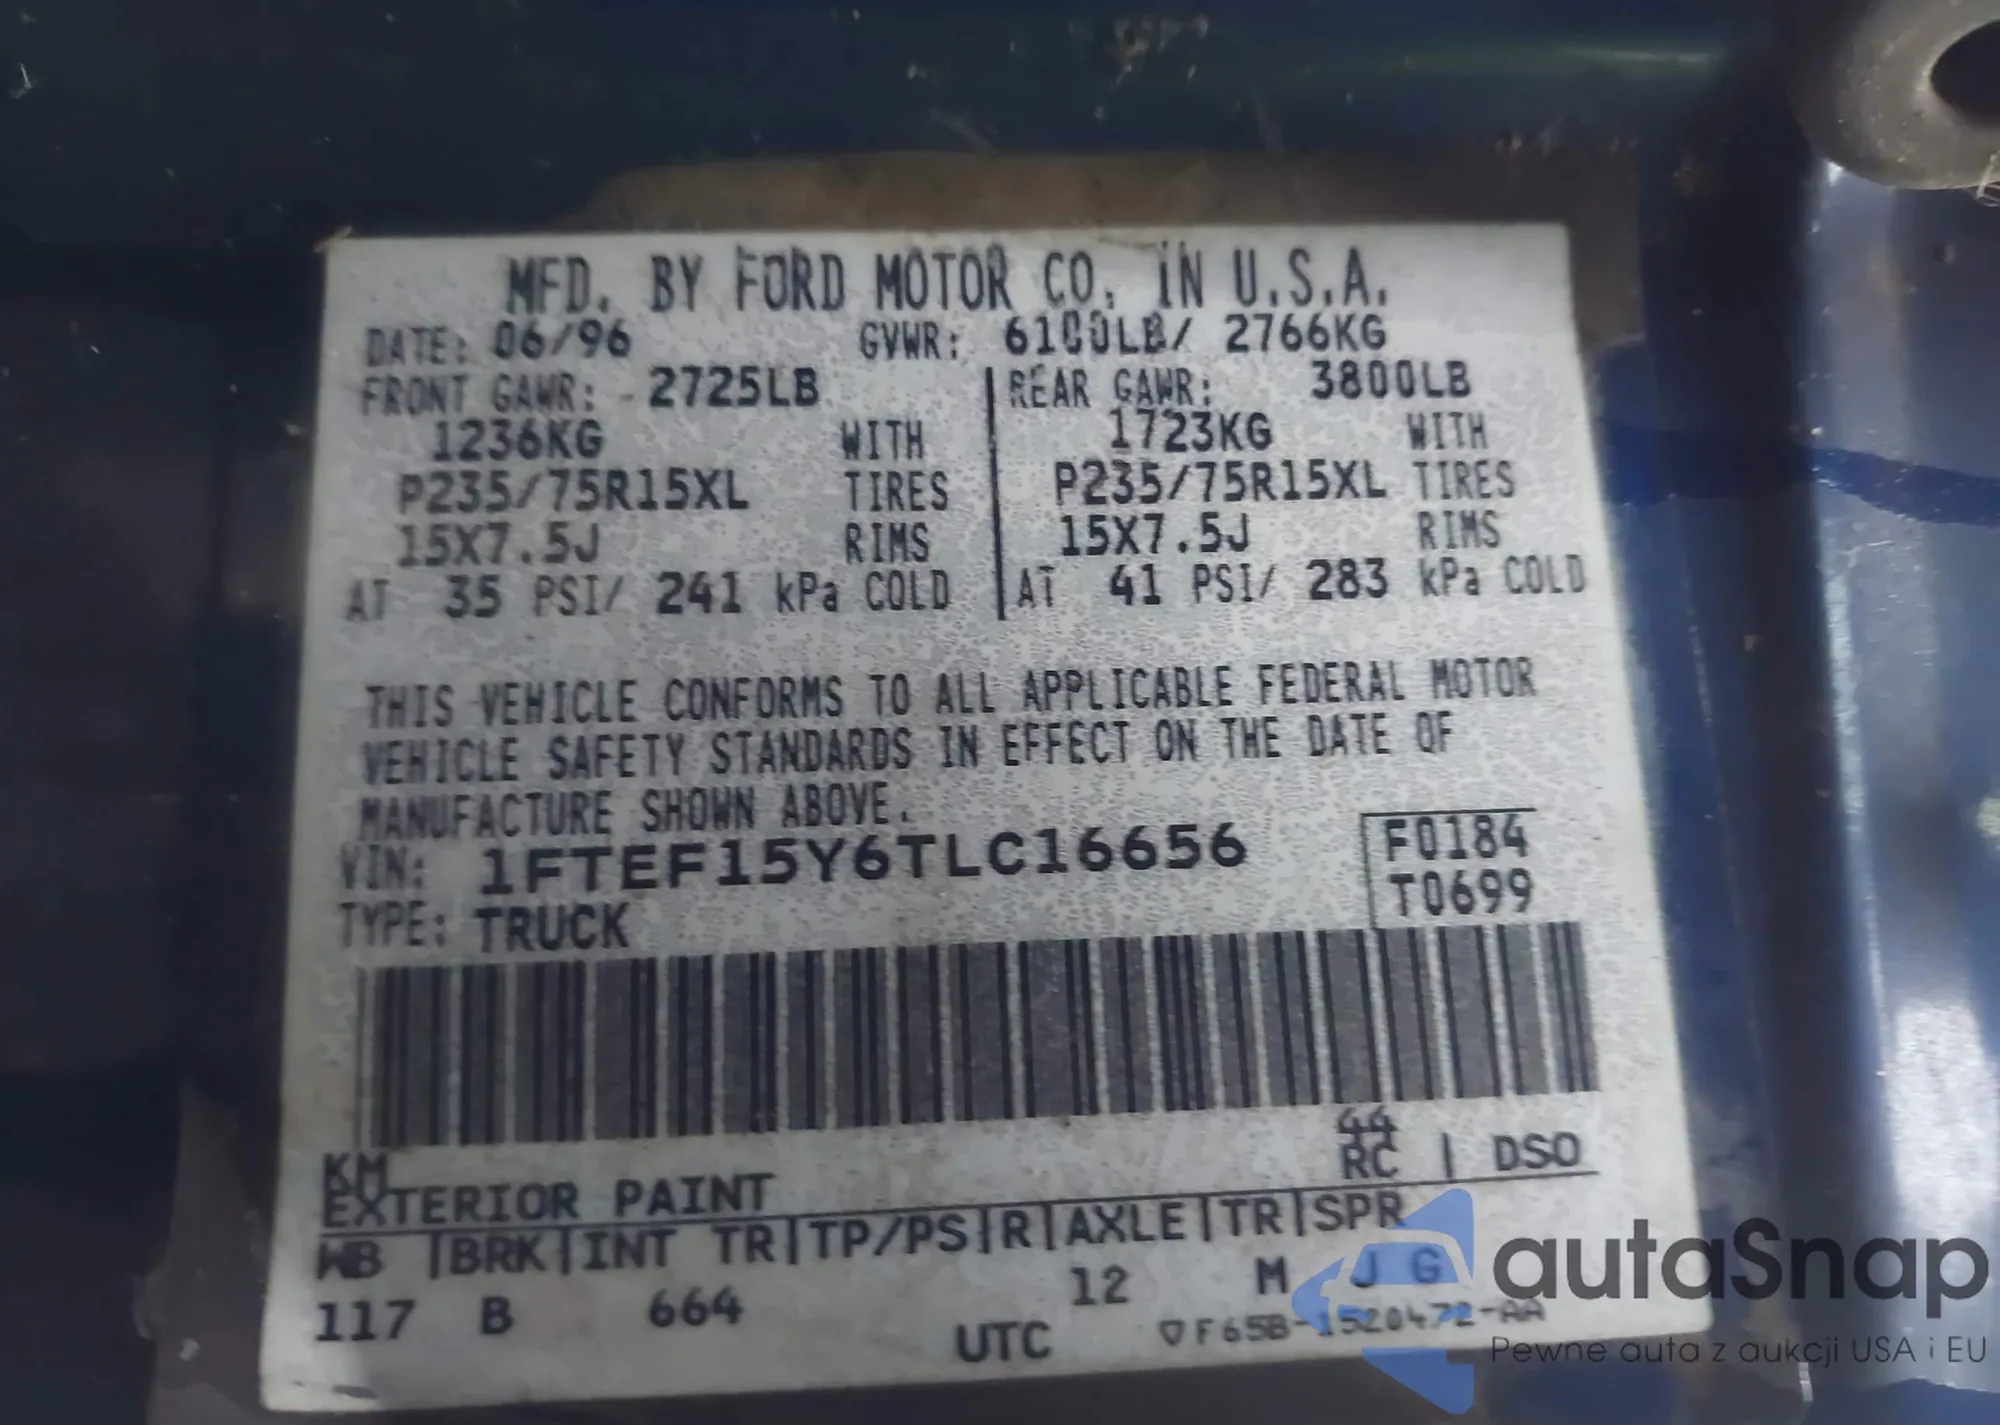 MFD. BY FORD MOTOR CO. IN U.S.A.
DATE: 06/96 GVWR: 6100LB/ 2766KG
FRONT GAWR: 2725LB REAR GAWR: 3800LB
1236KG WITH 1723KG WITH
P235/75R15XL TIRES P235/75R15XL TIRES
15X7.5J RIMS 15X7.5J RIMS
AT 35 PSI/ 241 kPa COLD AT 41 PSI/ 283 kPa COLD
THIS VEHICLE CONFORMS TO ALL APPLICABLE FEDERAL MOTOR
VEHICLE SAFETY STANDARDS IN EFFECT ON THE DATE OF
MANUFACTURE SHOWN ABOVE.
VIN: 1FTEF15Y6TLC16656 F0184
TYPE: TRUCK T0699
KM 44
EXTERIOR PAINT RC | DSO
WB |BRK|INT TR|TP/PS|R|AXLE|TR|SPR
117 B 664 12 M J G
UTC ▽F65B-1520472-AA
autaSnap
Pewne auta z aukcji USA i EU